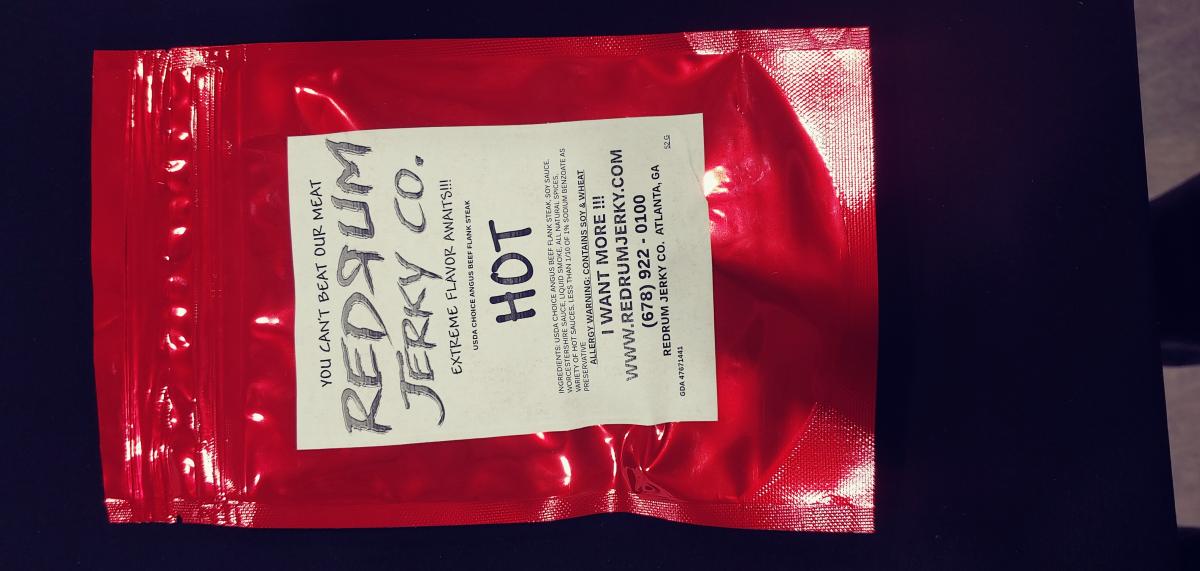 YOU CAN'T BEAT OUR MEAT
REDЯUM
JERKY CO.
EXTREME FLAVOR AWAITS!!!
USDA CHOICE ANGUS BEEF FLANK STEAK
HOT
INGREDIENTS: USDA CHOICE ANGUS BEEF FLANK STEAK, SOY SAUCE,
WORCESTERSHIRE SAUCE, LIQUID SMOKE, ALL NATURAL SPICES,
VARIETY OF HOT SAUCES, LESS THAN 1/10 OF 1% SODIUM BENZOATE AS
PRESERVATIVE
ALLERGY WARNING: CONTAINS SOY & WHEAT
I WANT MORE !!!
WWW.REDRUMJERKY.COM
(678) 922 - 0100
REDRUM JERKY CO. ATLANTA, GA
GDA 47671441
52 G